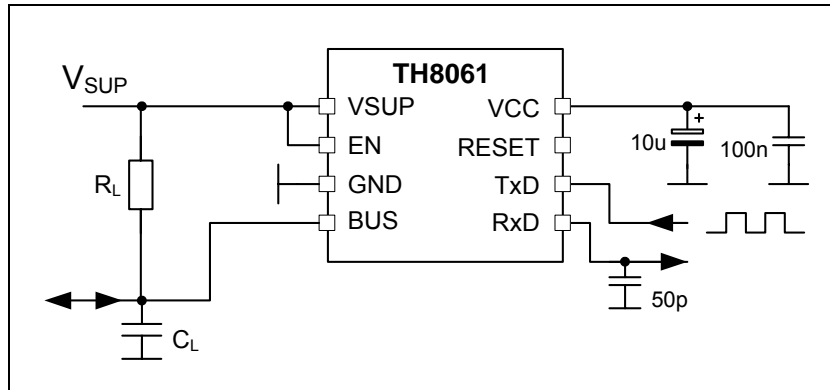 TH8061
VSUP
VSUP VCC
EN RESET
10u + 100n
RL GND TxD
BUS RxD
50p
CL